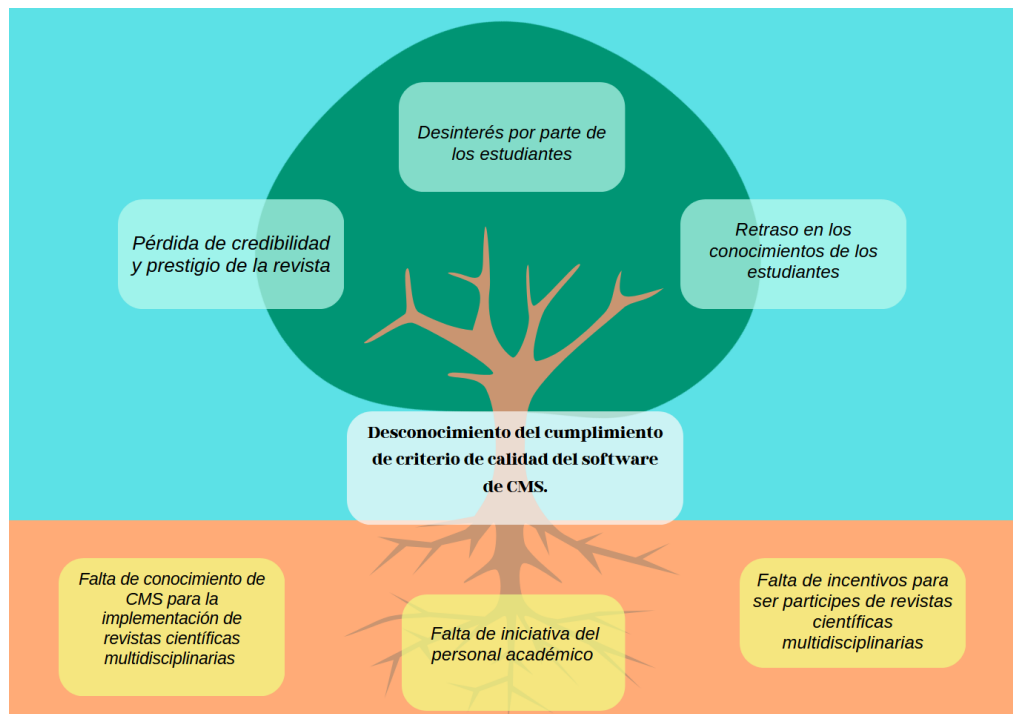 Desinterés por parte de
los estudiantes
Pérdida de credibilidad
y prestigio de la revista
Retraso en los
conocimientos de los
estudiantes
Desconocimiento del cumplimiento
de criterio de calidad del software
de CMS.
Falta de conocimiento de
CMS para la
implementación de
revistas científicas
multidisciplinarias
Falta de iniciativa del
personal académico
Falta de incentivos para
ser participes de revistas
científicas
multidisciplinarias